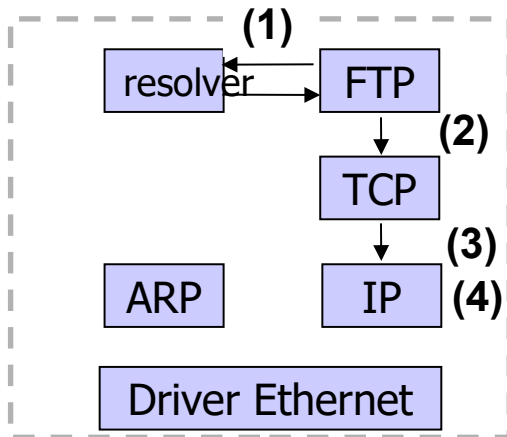 (1)
resolver FTP
(2)
TCP
(3)
ARP IP (4)
Driver Ethernet